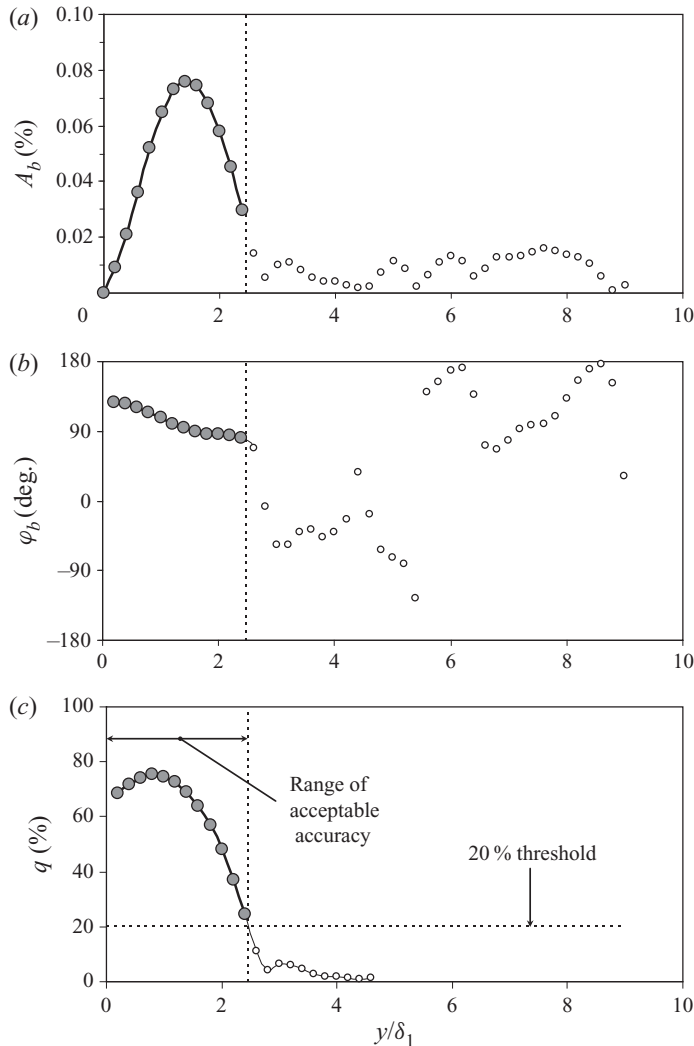 (a)
0.10
0.08
0.06
0.04
0.02
0
A_b (%)
0 2 4 6 8 10
(b)
180
90
0
−90
−180
φ_b (deg.)
0 2 4 6 8 10
(c)
100
80
60
40
20
0
q (%)
Range of
acceptable
accuracy
20 % threshold
0 2 4 6 8 10
y/δ₁